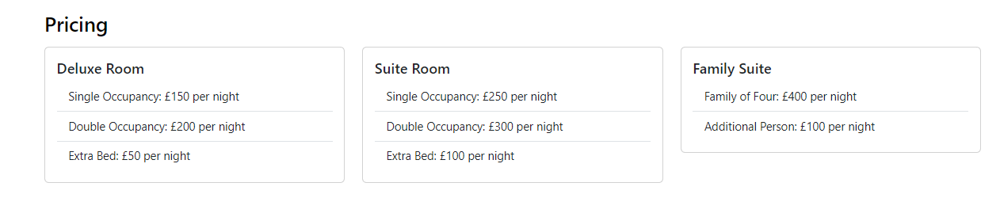 Pricing
Deluxe Room
Single Occupancy: £150 per night
Double Occupancy: £200 per night
Extra Bed: £50 per night
Suite Room
Single Occupancy: £250 per night
Double Occupancy: £300 per night
Extra Bed: £100 per night
Family Suite
Family of Four: £400 per night
Additional Person: £100 per night